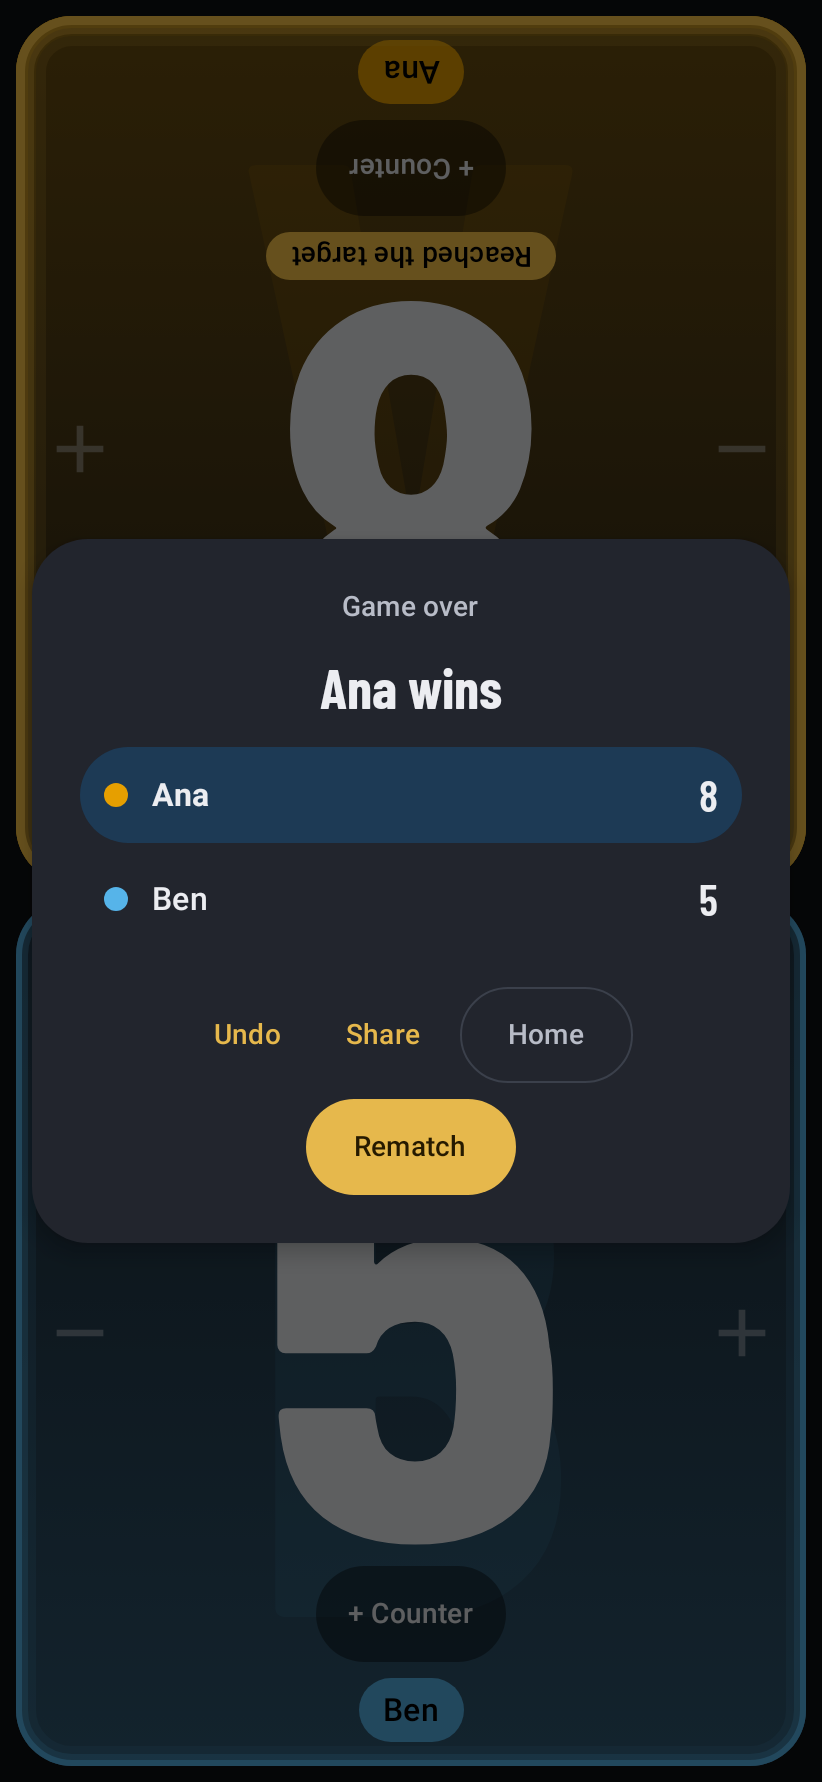 Ana
+ Counter
Reached the target
8
+
−
Game over
Ana wins
Ana 8
Ben 5
Undo Share Home
Rematch
5
−
+
+ Counter
Ben